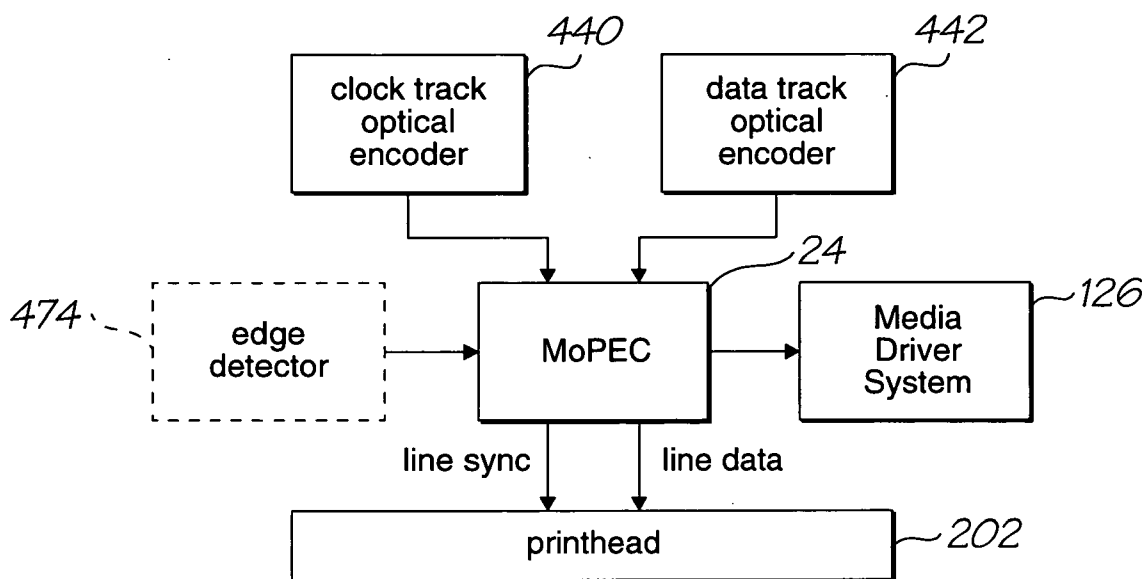 440
442
clock track
optical
encoder
data track
optical
encoder
24
474
edge
detector
MoPEC
Media
Driver
System
126
line sync
line data
printhead
202